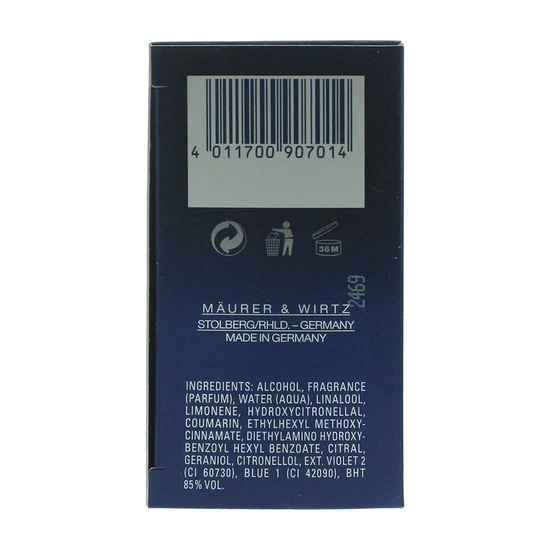 4 011700 907014
36M
2469
MÄURER & WIRTZ
STOLBERG/RHLD. – GERMANY
MADE IN GERMANY
INGREDIENTS: ALCOHOL, FRAGRANCE
(PARFUM), WATER (AQUA), LINALOOL,
LIMONENE, HYDROXYCITRONELLAL,
COUMARIN, ETHYLHEXYL METHOXY-
CINNAMATE, DIETHYLAMINO HYDROXY-
BENZOYL HEXYL BENZOATE, CITRAL,
GERANIOL, CITRONELLOL, EXT. VIOLET 2
(CI 60730), BLUE 1 (CI 42090), BHT
85% VOL.